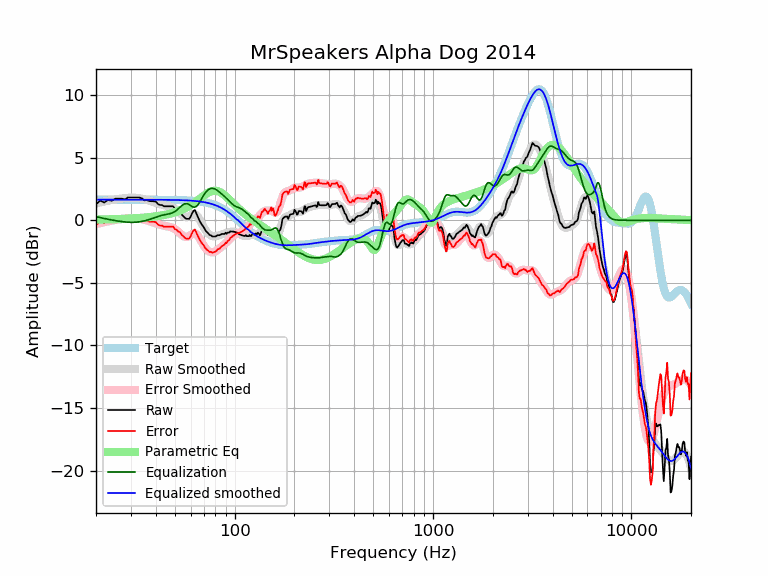 MrSpeakers Alpha Dog 2014
10
5
0
−5
−10
−15
−20
Amplitude (dBr)
Target
Raw Smoothed
Error Smoothed
Raw
Error
Parametric Eq
Equalization
Equalized smoothed
100
1000
10000
Frequency (Hz)